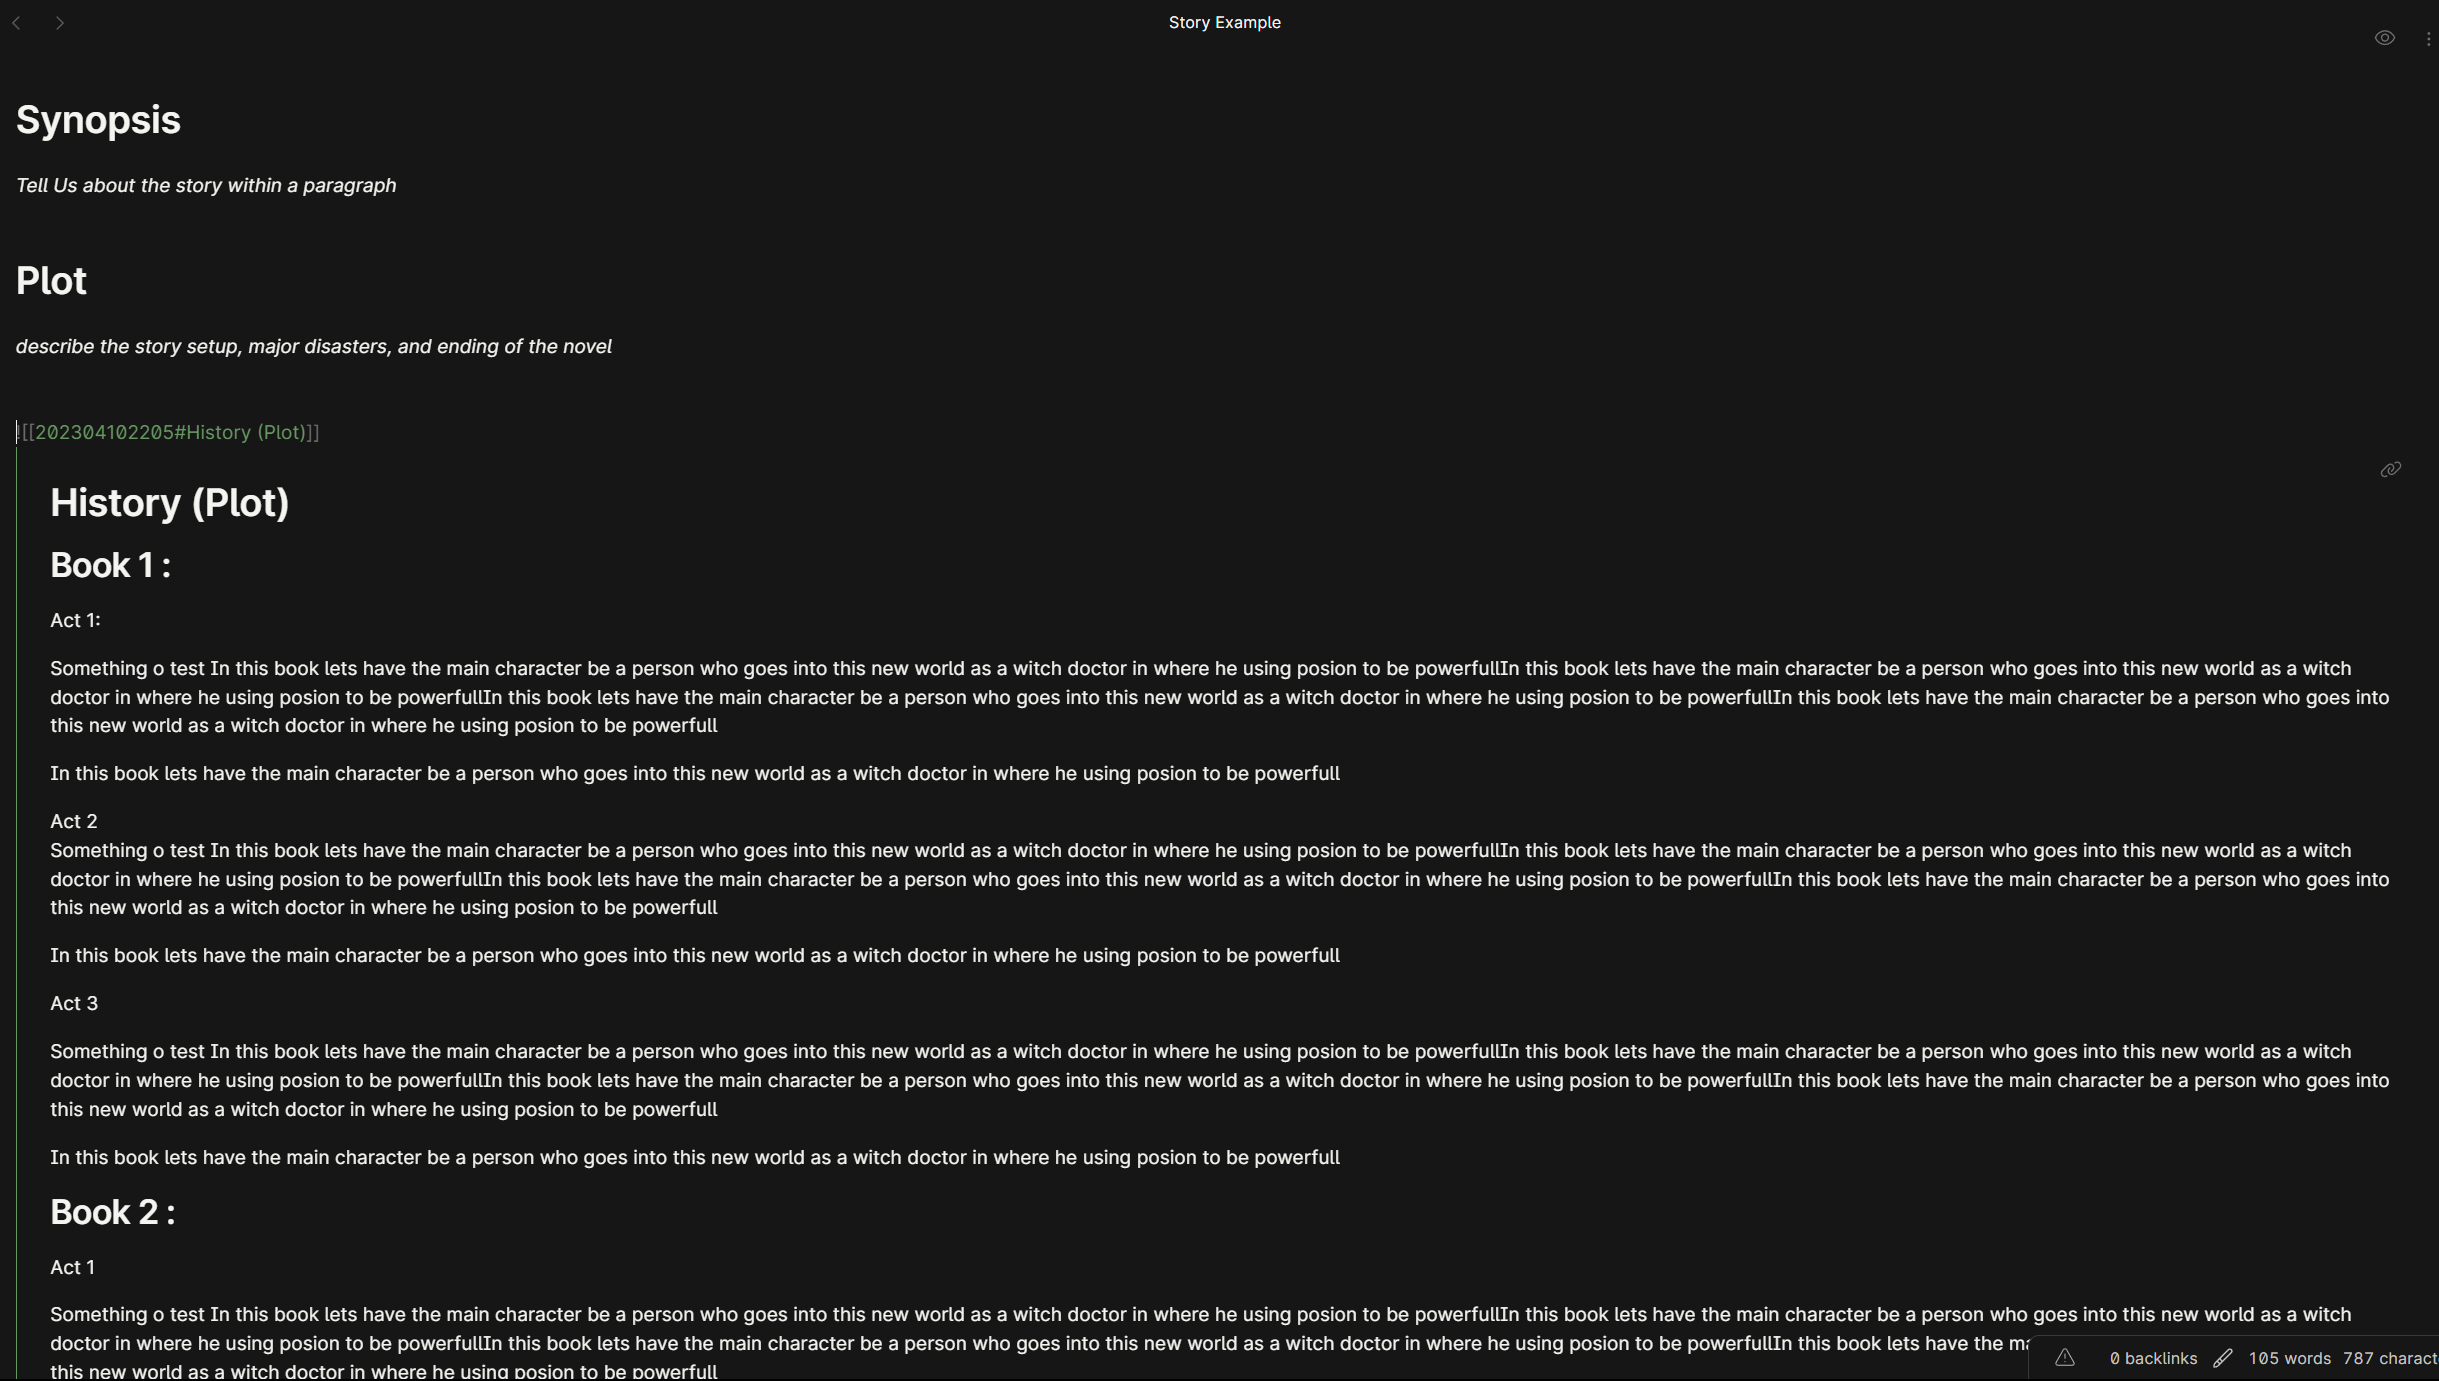 Story Example
Synopsis
Tell Us about the story within a paragraph
Plot
describe the story setup, major disasters, and ending of the novel
![[202304102205#History (Plot)]]
History (Plot)
Book 1 :
Act 1:
Something o test In this book lets have the main character be a person who goes into this new world as a witch doctor in where he using posion to be powerfullIn this book lets have the main character be a person who goes into this new world as a witch
doctor in where he using posion to be powerfullIn this book lets have the main character be a person who goes into this new world as a witch doctor in where he using posion to be powerfullIn this book lets have the main character be a person who goes into
this new world as a witch doctor in where he using posion to be powerfull
In this book lets have the main character be a person who goes into this new world as a witch doctor in where he using posion to be powerfull
Act 2
Something o test In this book lets have the main character be a person who goes into this new world as a witch doctor in where he using posion to be powerfullIn this book lets have the main character be a person who goes into this new world as a witch
doctor in where he using posion to be powerfullIn this book lets have the main character be a person who goes into this new world as a witch doctor in where he using posion to be powerfullIn this book lets have the main character be a person who goes into
this new world as a witch doctor in where he using posion to be powerfull
In this book lets have the main character be a person who goes into this new world as a witch doctor in where he using posion to be powerfull
Act 3
Something o test In this book lets have the main character be a person who goes into this new world as a witch doctor in where he using posion to be powerfullIn this book lets have the main character be a person who goes into this new world as a witch
doctor in where he using posion to be powerfullIn this book lets have the main character be a person who goes into this new world as a witch doctor in where he using posion to be powerfullIn this book lets have the main character be a person who goes into
this new world as a witch doctor in where he using posion to be powerfull
In this book lets have the main character be a person who goes into this new world as a witch doctor in where he using posion to be powerfull
Book 2 :
Act 1
Something o test In this book lets have the main character be a person who goes into this new world as a witch doctor in where he using posion to be powerfullIn this book lets have the main character be a person who goes into this new world as a witch
doctor in where he using posion to be powerfullIn this book lets have the main character be a person who goes into this new world as a witch doctor in where he using posion to be powerfullIn this book lets have the ma
this new world as a witch doctor in where he using posion to be powerfull
0 backlinks 105 words 787 charact